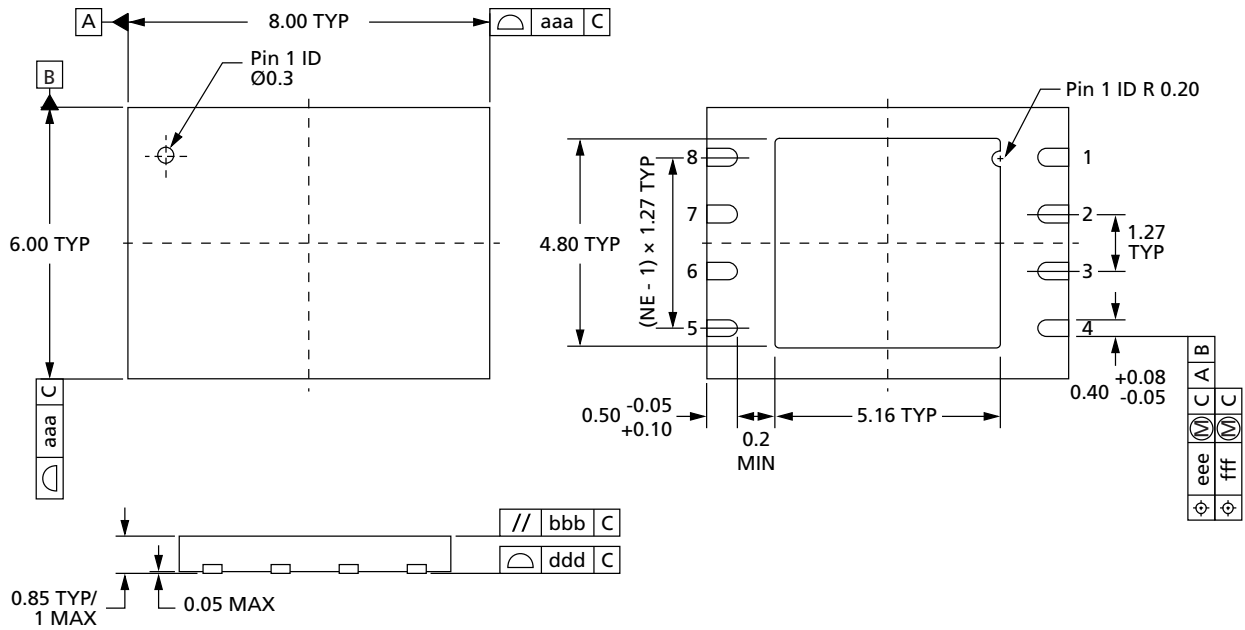 A
8.00 TYP
aaa C
Pin 1 ID
Ø0.3
B
6.00 TYP
aaa C
Pin 1 ID R 0.20
8
7
6
5
(NE - 1) × 1.27 TYP
4.80 TYP
1
2
3
4
1.27
TYP
0.50 -0.05
+0.10
0.2
MIN
5.16 TYP
0.40 +0.08
-0.05
eee Ⓜ C A B
fff Ⓜ C
// bbb C
ddd C
0.85 TYP/
1 MAX
0.05 MAX